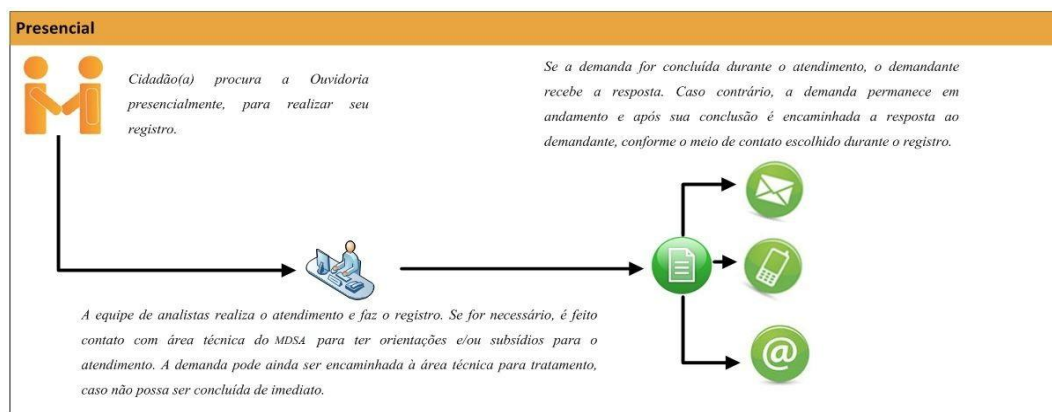 Presencial
Cidadão(a) procura a Ouvidoria
presencialmente, para realizar seu
registro.
Se a demanda for concluída durante o atendimento, o demandante
recebe a resposta. Caso contrário, a demanda permanece em
andamento e após sua conclusão é encaminhada a resposta ao
demandante, conforme o meio de contato escolhido durante o registro.
A equipe de analistas realiza o atendimento e faz o registro. Se for necessário, é feito
contato com área técnica do MDSA para ter orientações e/ou subsídios para o
atendimento. A demanda pode ainda ser encaminhada à área técnica para tratamento,
caso não possa ser concluída de imediato.
@